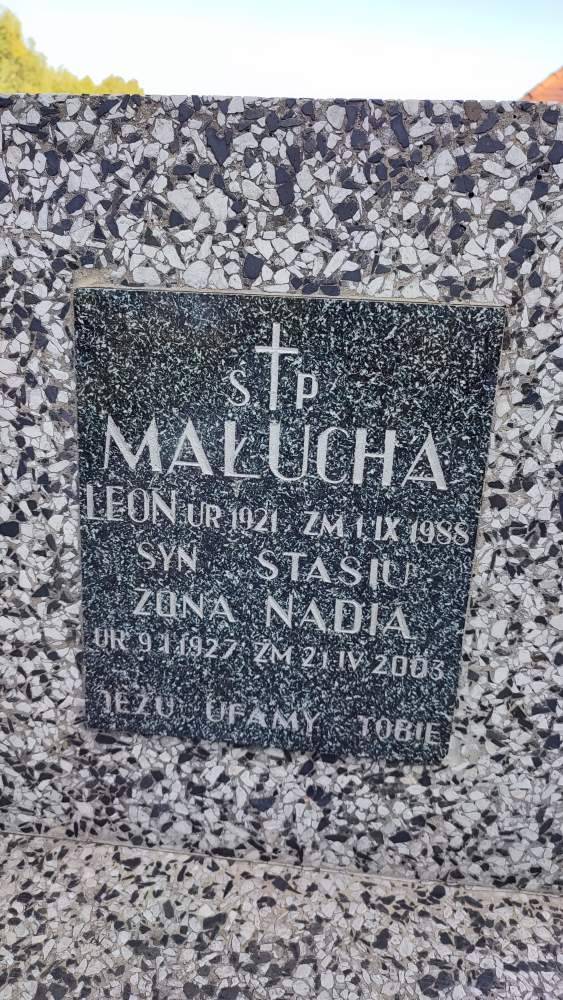 Ś P
MAŁUCHA
LEON UR 1921 ZM 1 IX 1988
SYN STASIU
ŻONA NADIA
UR 9 I 1927 ZM 21 IV 2003
JEZU UFAMY TOBIE